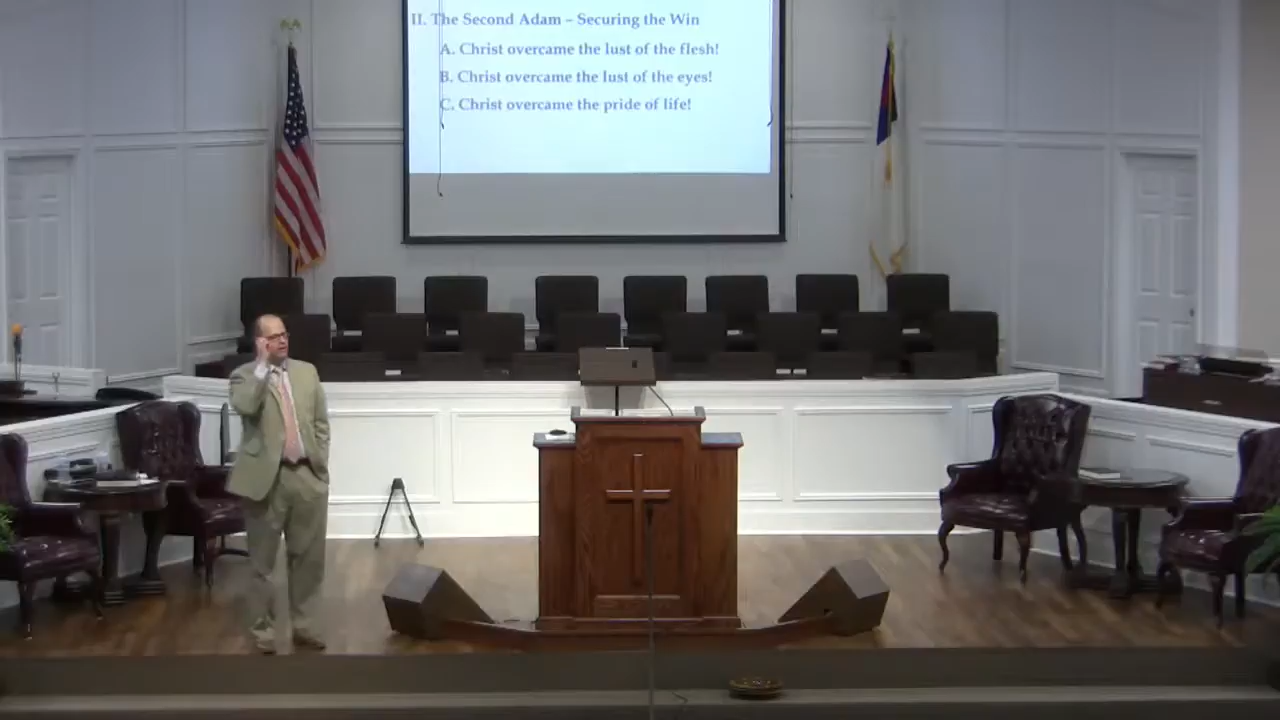 II. The Second Adam – Securing the Win
A. Christ overcame the lust of the flesh!
B. Christ overcame the lust of the eyes!
C. Christ overcame the pride of life!